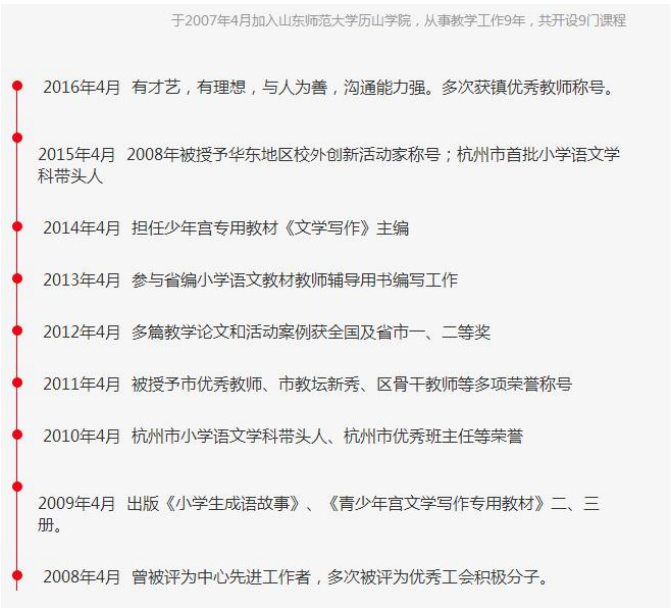 于2007年4月加入山东师范大学历山学院，从事教学工作9年，共开设9门课程
2016年4月 有才艺，有理想，与人为善，沟通能力强。多次获镇优秀教师称号。
2015年4月 2008年被授予华东地区校外创新活动家称号；杭州市首批小学语文学
科带头人
2014年4月 担任少年宫专用教材《文学写作》主编
2013年4月 参与省编小学语文教材教师辅导用书编写工作
2012年4月 多篇教学论文和活动案例获全国及省市一、二等奖
2011年4月 被授予市优秀教师、市教坛新秀、区骨干教师等多项荣誉称号
2010年4月 杭州市小学语文学科带头人、杭州市优秀班主任等荣誉
2009年4月 出版《小学生成语故事》、《青少年宫文学写作专用教材》二、三
册。
2008年4月 曾被评为中心先进工作者，多次被评为优秀工会积极分子。